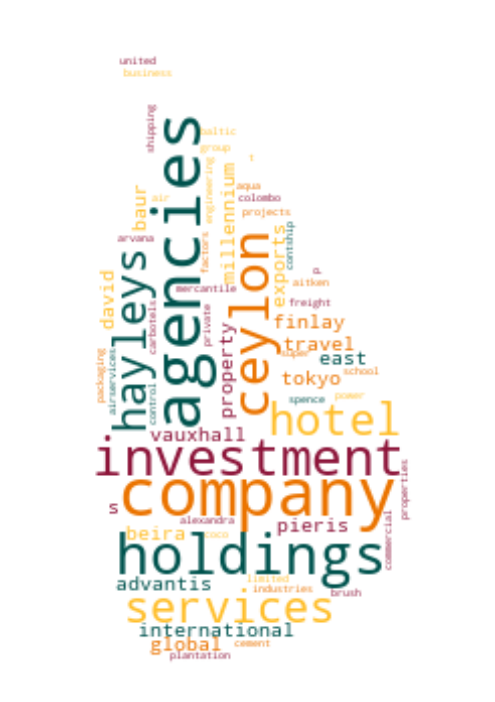 united
business
shipping
agencies
baltic
group
t
engineering
millennium
aqua
colombo
projects
baur
air
arvana
factors
ceylon
exports
contship
p
aitken
hayleys
david
mercantile
freight
carbotels
private
finlay
property
travel
super
east
school
tokyo
packaging
airservices
control
spence
power
hotel
vauxhall
investment
properties
company
s
alexandra
pieris
commercial
beira
coco
holdings
advantis
limited
industries
brush
services
international
global
cement
plantation